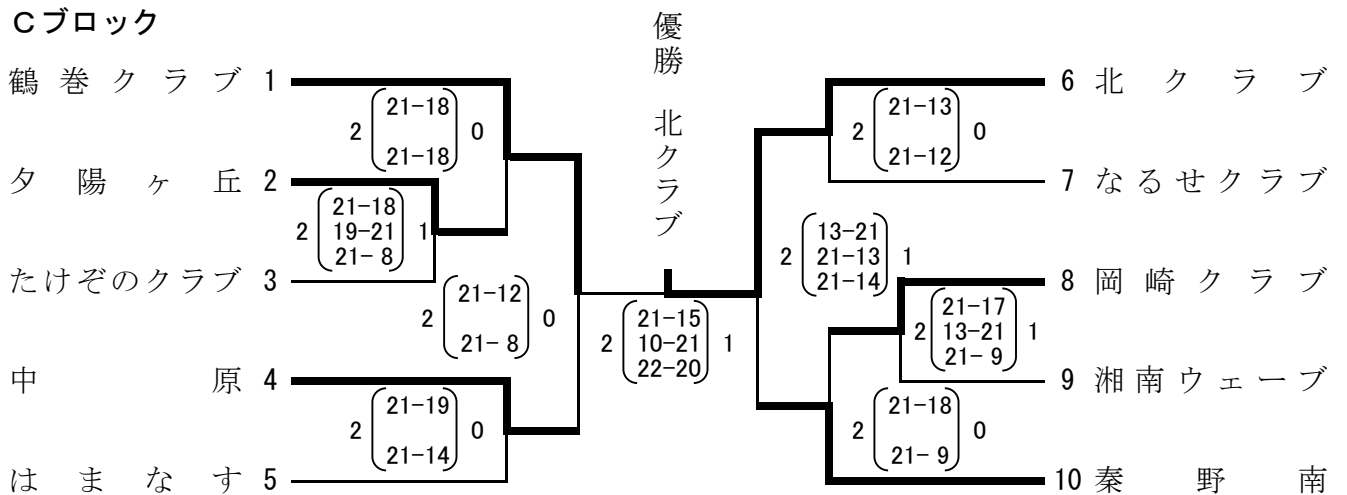 Cブロック
優勝 北クラブ
鶴巻クラブ 1
2 21-18 21-18 0
夕陽ヶ丘 2
2 21-18 19-21 21- 8 1
たけぞのクラブ 3
2 21-12 21- 8 0
中原 4
2 21-19 21-14 0
はまなす 5
2 21-15 10-21 22-20 1
6 北クラブ
2 21-13 21-12 0
7 なるせクラブ
2 13-21 21-13 21-14 1
8 岡崎クラブ
2 21-17 13-21 21- 9 1
9 湘南ウェーブ
2 21-18 21- 9 0
10 秦野南